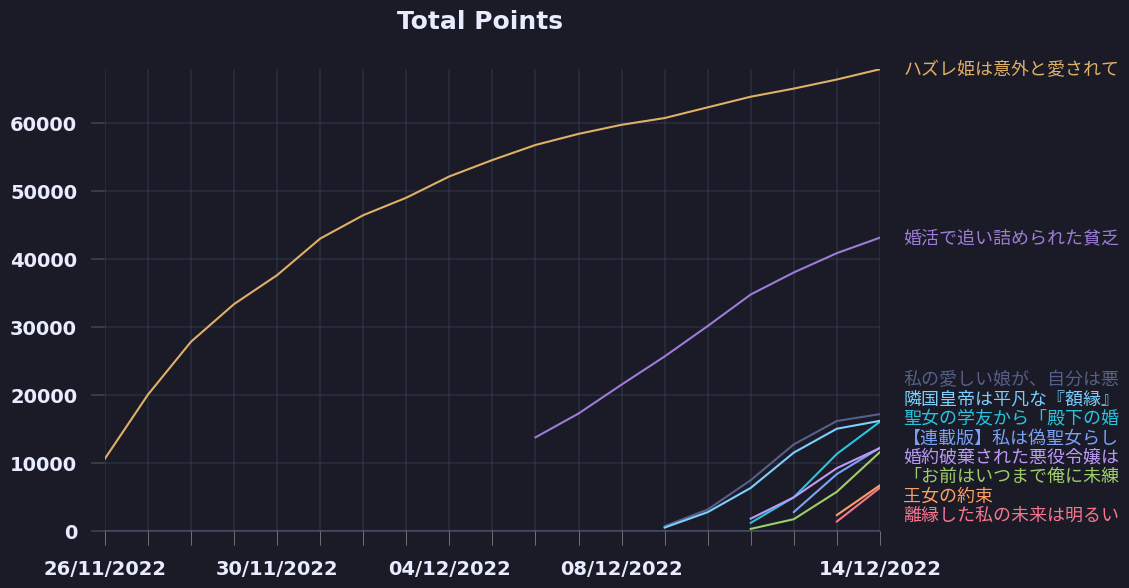 Total Points
ハズレ姫は意外と愛されて
60000
50000
婚活で追い詰められた貧乏
40000
30000
私の愛しい娘が、自分は悪
20000
隣国皇帝は平凡な『額縁』
聖女の学友から「殿下の婚
【連載版】私は偽聖女らし
婚約破棄された悪役令嬢は
10000
「お前はいつまで俺に未練
王女の約束
離縁した私の未来は明るい
0
26/11/2022 30/11/2022 04/12/2022 08/12/2022 14/12/2022